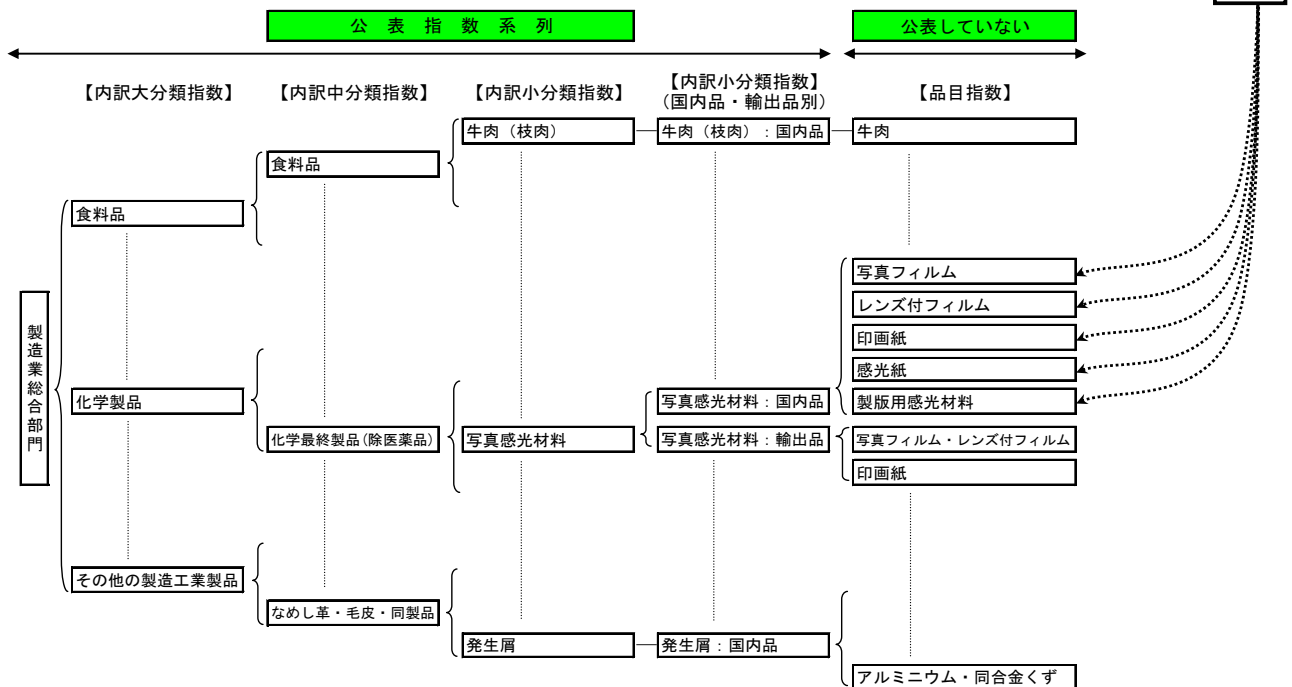 公表指数系列
公表していない
【内訳大分類指数】
【内訳中分類指数】
【内訳小分類指数】
【内訳小分類指数】
（国内品・輸出品別）
【品目指数】
牛肉（枝肉）
牛肉（枝肉）：国内品
牛肉
食料品
食料品
写真フィルム
レンズ付フィルム
印画紙
感光紙
製版用感光材料
製造業総合部門
化学製品
写真感光材料：国内品
化学最終製品(除医薬品)
写真感光材料
写真感光材料：輸出品
写真フィルム・レンズ付フィルム
印画紙
その他の製造工業製品
なめし革・毛皮・同製品
発生屑
発生屑：国内品
アルミニウム・同合金くず